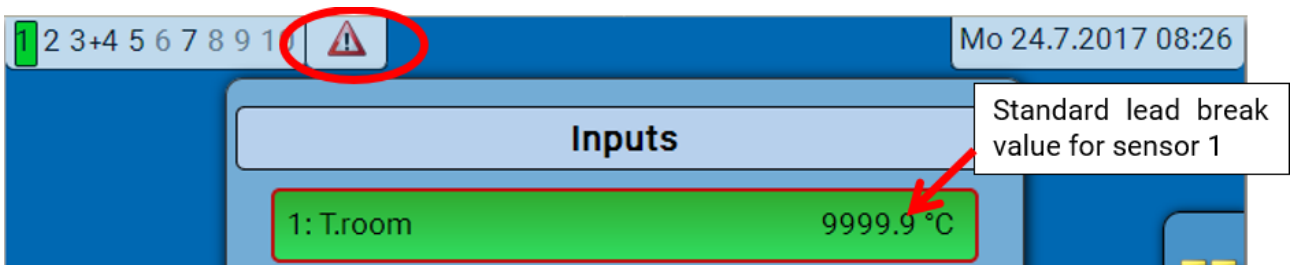 1 2 3+4 5 6 7 8 9 10
Mo 24.7.2017 08:26
Inputs
Standard lead break
value for sensor 1
1: T.room 9999.9 °C